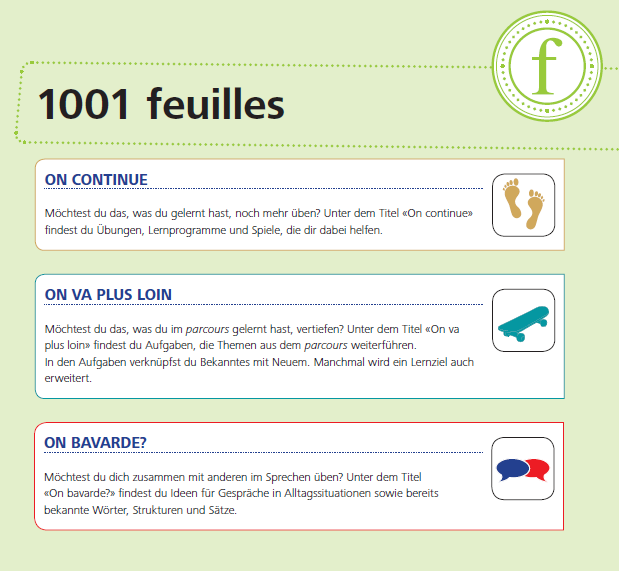 f
1001 feuilles
ON CONTINUE
Möchtest du das, was du gelernt hast, noch mehr üben? Unter dem Titel «On continue»
findest du Übungen, Lernprogramme und Spiele, die dir dabei helfen.
ON VA PLUS LOIN
Möchtest du das, was du im parcours gelernt hast, vertiefen? Unter dem Titel «On va
plus loin» findest du Aufgaben, die Themen aus dem parcours weiterführen.
In den Aufgaben verknüpfst du Bekanntes mit Neuem. Manchmal wird ein Lernziel auch
erweitert.
ON BAVARDE?
Möchtest du dich zusammen mit anderen im Sprechen üben? Unter dem Titel
«On bavarde?» findest du Ideen für Gespräche in Alltagssituationen sowie bereits
bekannte Wörter, Strukturen und Sätze.